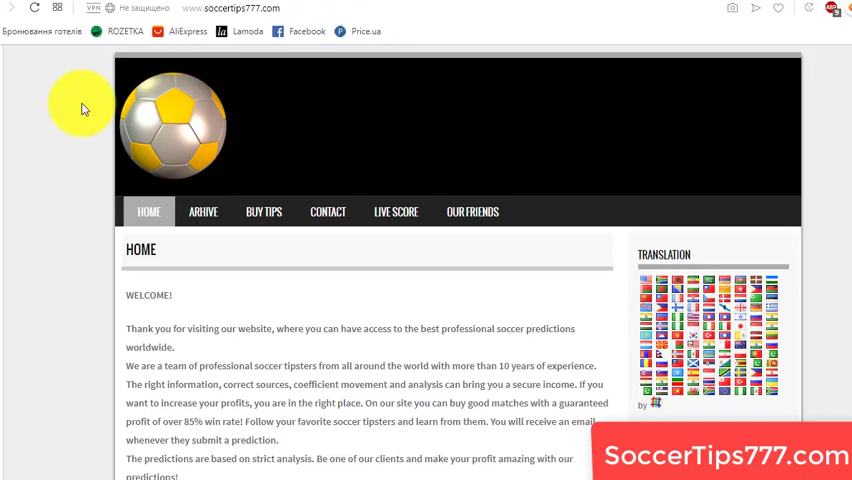 VPN Не защищено www.soccertips777.com
Бронювання готелів ROZETKA AliExpress la Lamoda Facebook P Price.ua
HOME ARHIVE BUY TIPS CONTACT LIVE SCORE OUR FRIENDS
HOME
TRANSLATION
WELCOME!
Thank you for visiting our website, where you can have access to the best professional soccer predictions
worldwide.
We are a team of professional soccer tipsters from all around the world with more than 10 years of experience.
The right information, correct sources, coefficient movement and analysis can bring you a secure income. If you
want to increase your profits, you are in the right place. On our site you can buy good matches with a guaranteed
by
profit of over 85% win rate! Follow your favorite soccer tipsters and learn from them. You will receive an email
whenever they submit a prediction.
The predictions are based on strict analysis. Be one of our clients and make your profit amazing with our
predictions!
SoccerTips777.com